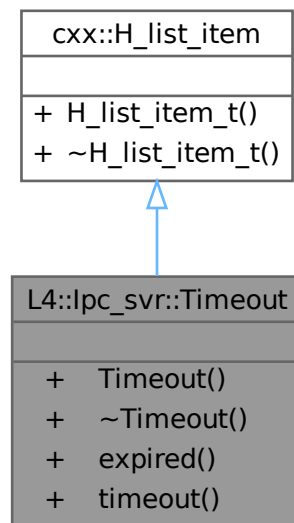 cxx::H_list_item
+ H_list_item_t()
+ ~H_list_item_t()
L4::Ipc_svr::Timeout
+ Timeout()
+ ~Timeout()
+ expired()
+ timeout()